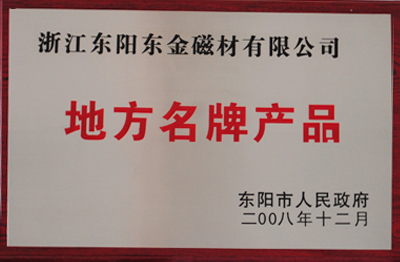 浙江东阳东金磁材有限公司
地方名牌产品
东阳市人民政府
二00八年十二月